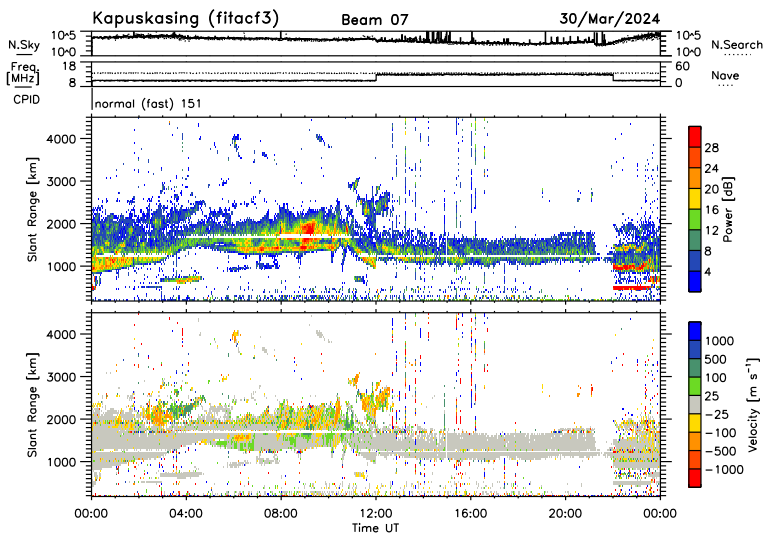 Kapuskasing (fitacf3) Beam 07 30/Mar/2024
N.Sky 10^5 10^0 10^5 10^0 N.Search
Freq. [MHz] 18 8 60 0 Nave
CPID normal (fast) 151
Slant Range [km] 4000 3000 2000 1000
Power [dB] 28 24 20 16 12 8 4
Slant Range [km] 4000 3000 2000 1000
Velocity [m s⁻¹] 1000 500 100 25 −25 −100 −500 −1000
00:00 04:00 08:00 12:00 16:00 20:00 00:00
Time UT